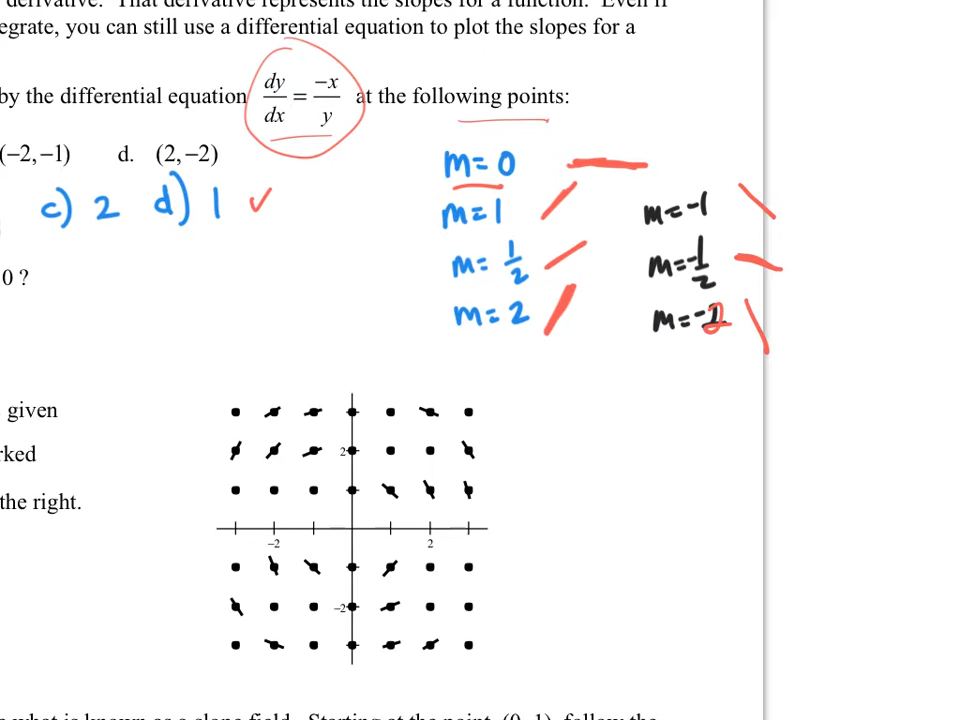 derivative. That derivative represents the slopes for a function. Even if
egrate, you can still use a differential equation to plot the slopes for a
by the differential equation dy/dx = -x/y at the following points:
(−2,−1) d. (2,−2)
c) 2 d) 1 ✓
m=0
m=1
m=1/2
m=2
m=-1
m=-1/2
m=-2
0 ?
given
rked
the right.
2
−2
2
−2
what is known as a slope field. Starting at the point (0, 1), follow the